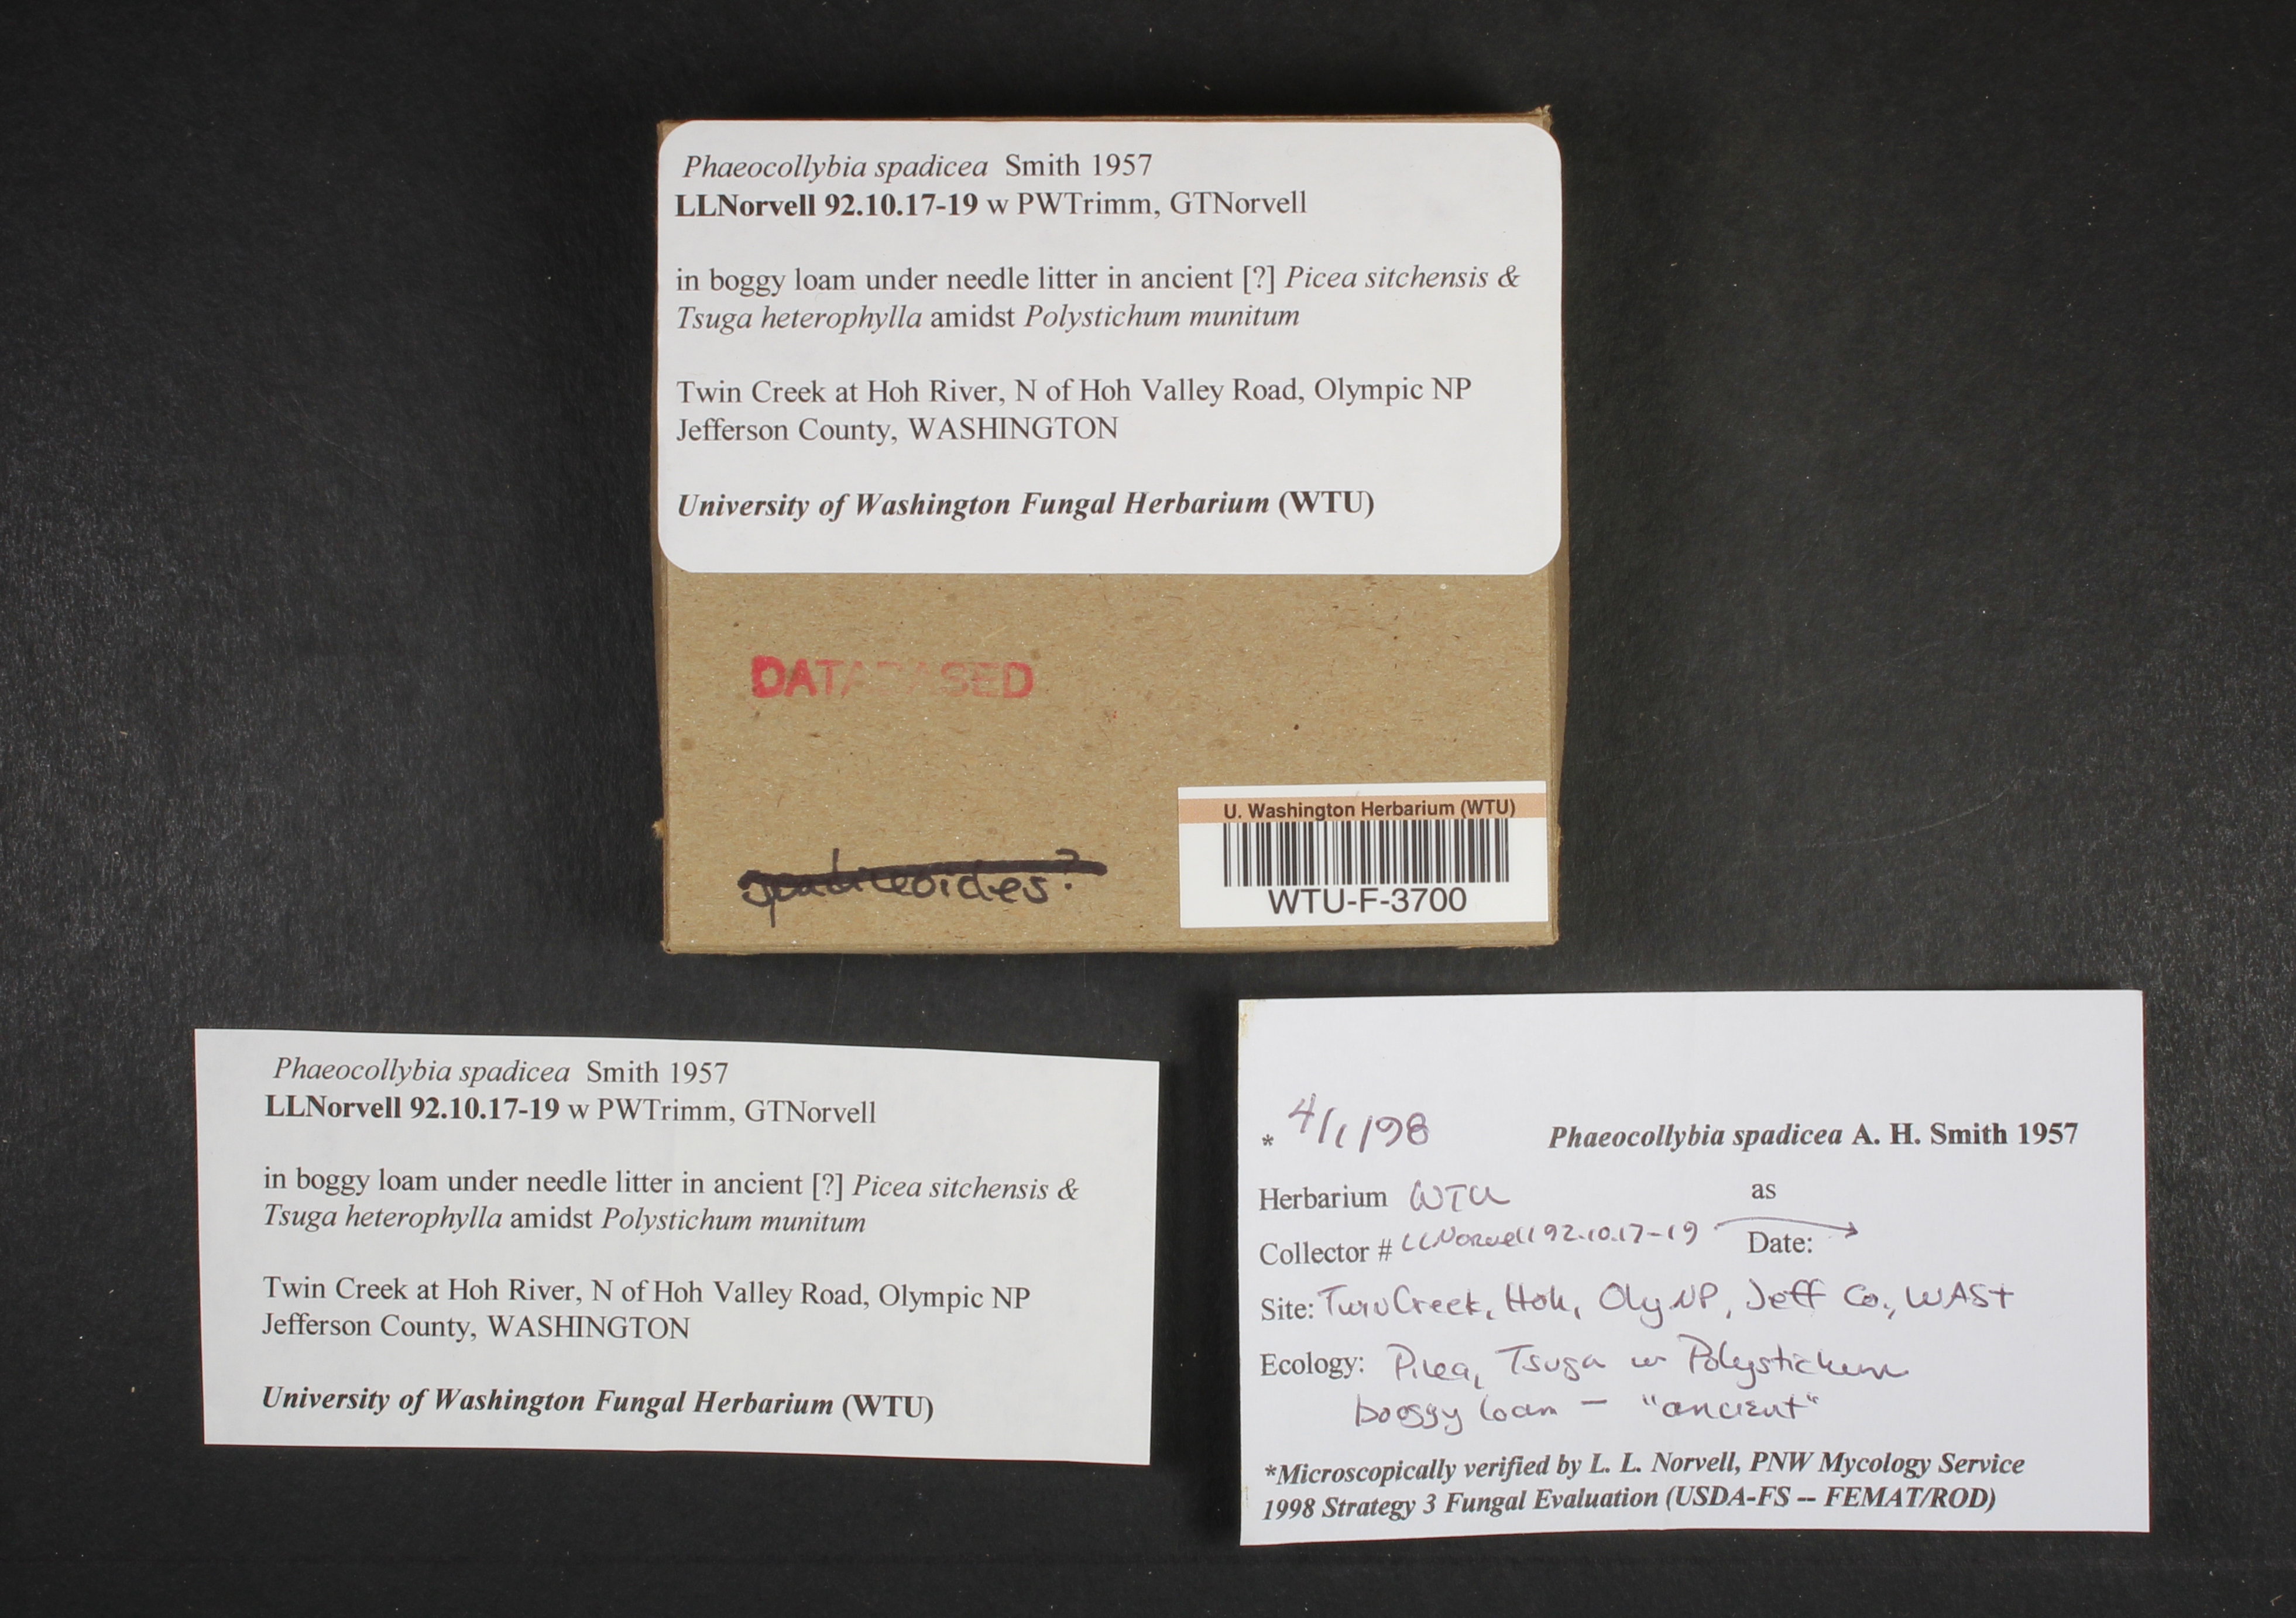 Phaeocollybia spadicea Smith 1957
LLNorvell 92.10.17-19 w PWTrimm, GTNorvell
in boggy loam under needle litter in ancient [?] Picea sitchensis &
Tsuga heterophylla amidst Polystichum munitum
Twin Creek at Hoh River, N of Hoh Valley Road, Olympic NP
Jefferson County, WASHINGTON
University of Washington Fungal Herbarium (WTU)
DATABASED
spadiceoides?
U. Washington Herbarium (WTU)
WTU-F-3700
Phaeocollybia spadicea Smith 1957
LLNorvell 92.10.17-19 w PWTrimm, GTNorvell
in boggy loam under needle litter in ancient [?] Picea sitchensis &
Tsuga heterophylla amidst Polystichum munitum
Twin Creek at Hoh River, N of Hoh Valley Road, Olympic NP
Jefferson County, WASHINGTON
University of Washington Fungal Herbarium (WTU)
* 4/1/98 Phaeocollybia spadicea A. H. Smith 1957
Herbarium WTU as
Collector # LLNorvell 92.10.17-19 Date:
Site: Twin Creek, Hoh, Oly NP, Jeff Co., WASt
Ecology: Picea, Tsuga w Polystichum
boggy loam - "ancient"
*Microscopically verified by L. L. Norvell, PNW Mycology Service
1998 Strategy 3 Fungal Evaluation (USDA-FS -- FEMAT/ROD)